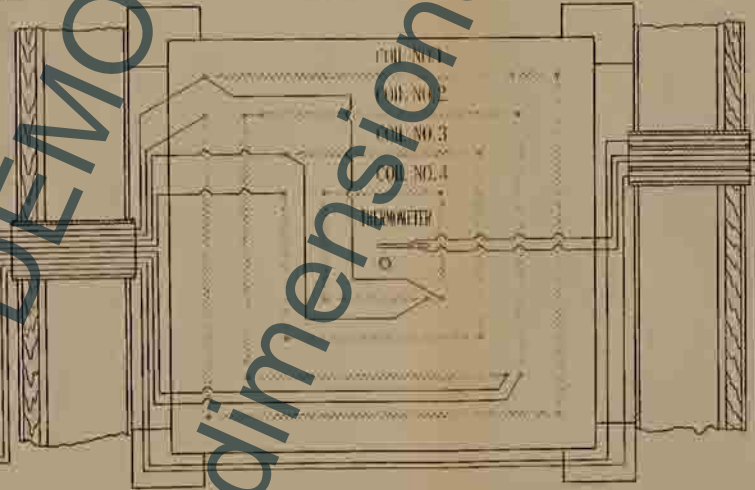 COIL NO. 1
COIL NO. 2
COIL NO. 3
COIL NO. 4
THERMOMETER
O
DEMO
dimension